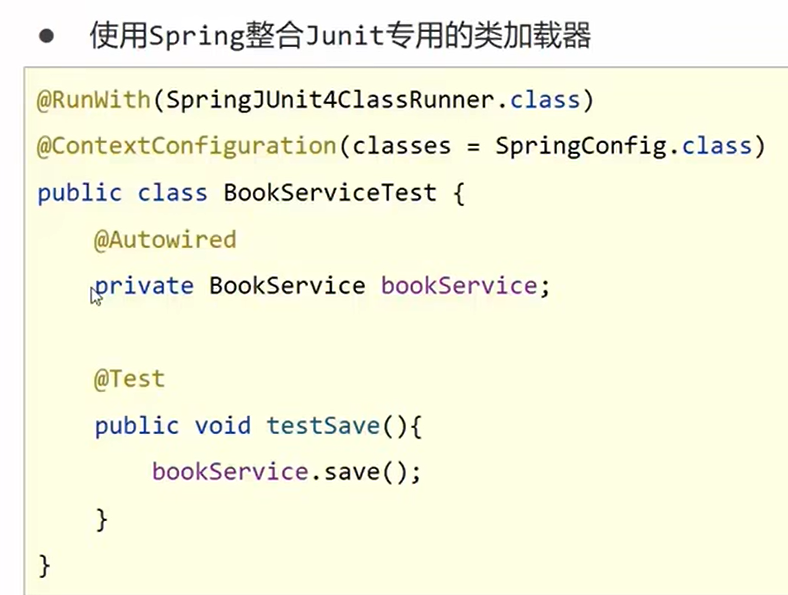 ● 使用Spring整合Junit专用的类加载器
@RunWith(SpringJUnit4ClassRunner.class)
@ContextConfiguration(classes = SpringConfig.class)
public class BookServiceTest {
@Autowired
private BookService bookService;
@Test
public void testSave(){
bookService.save();
}
}